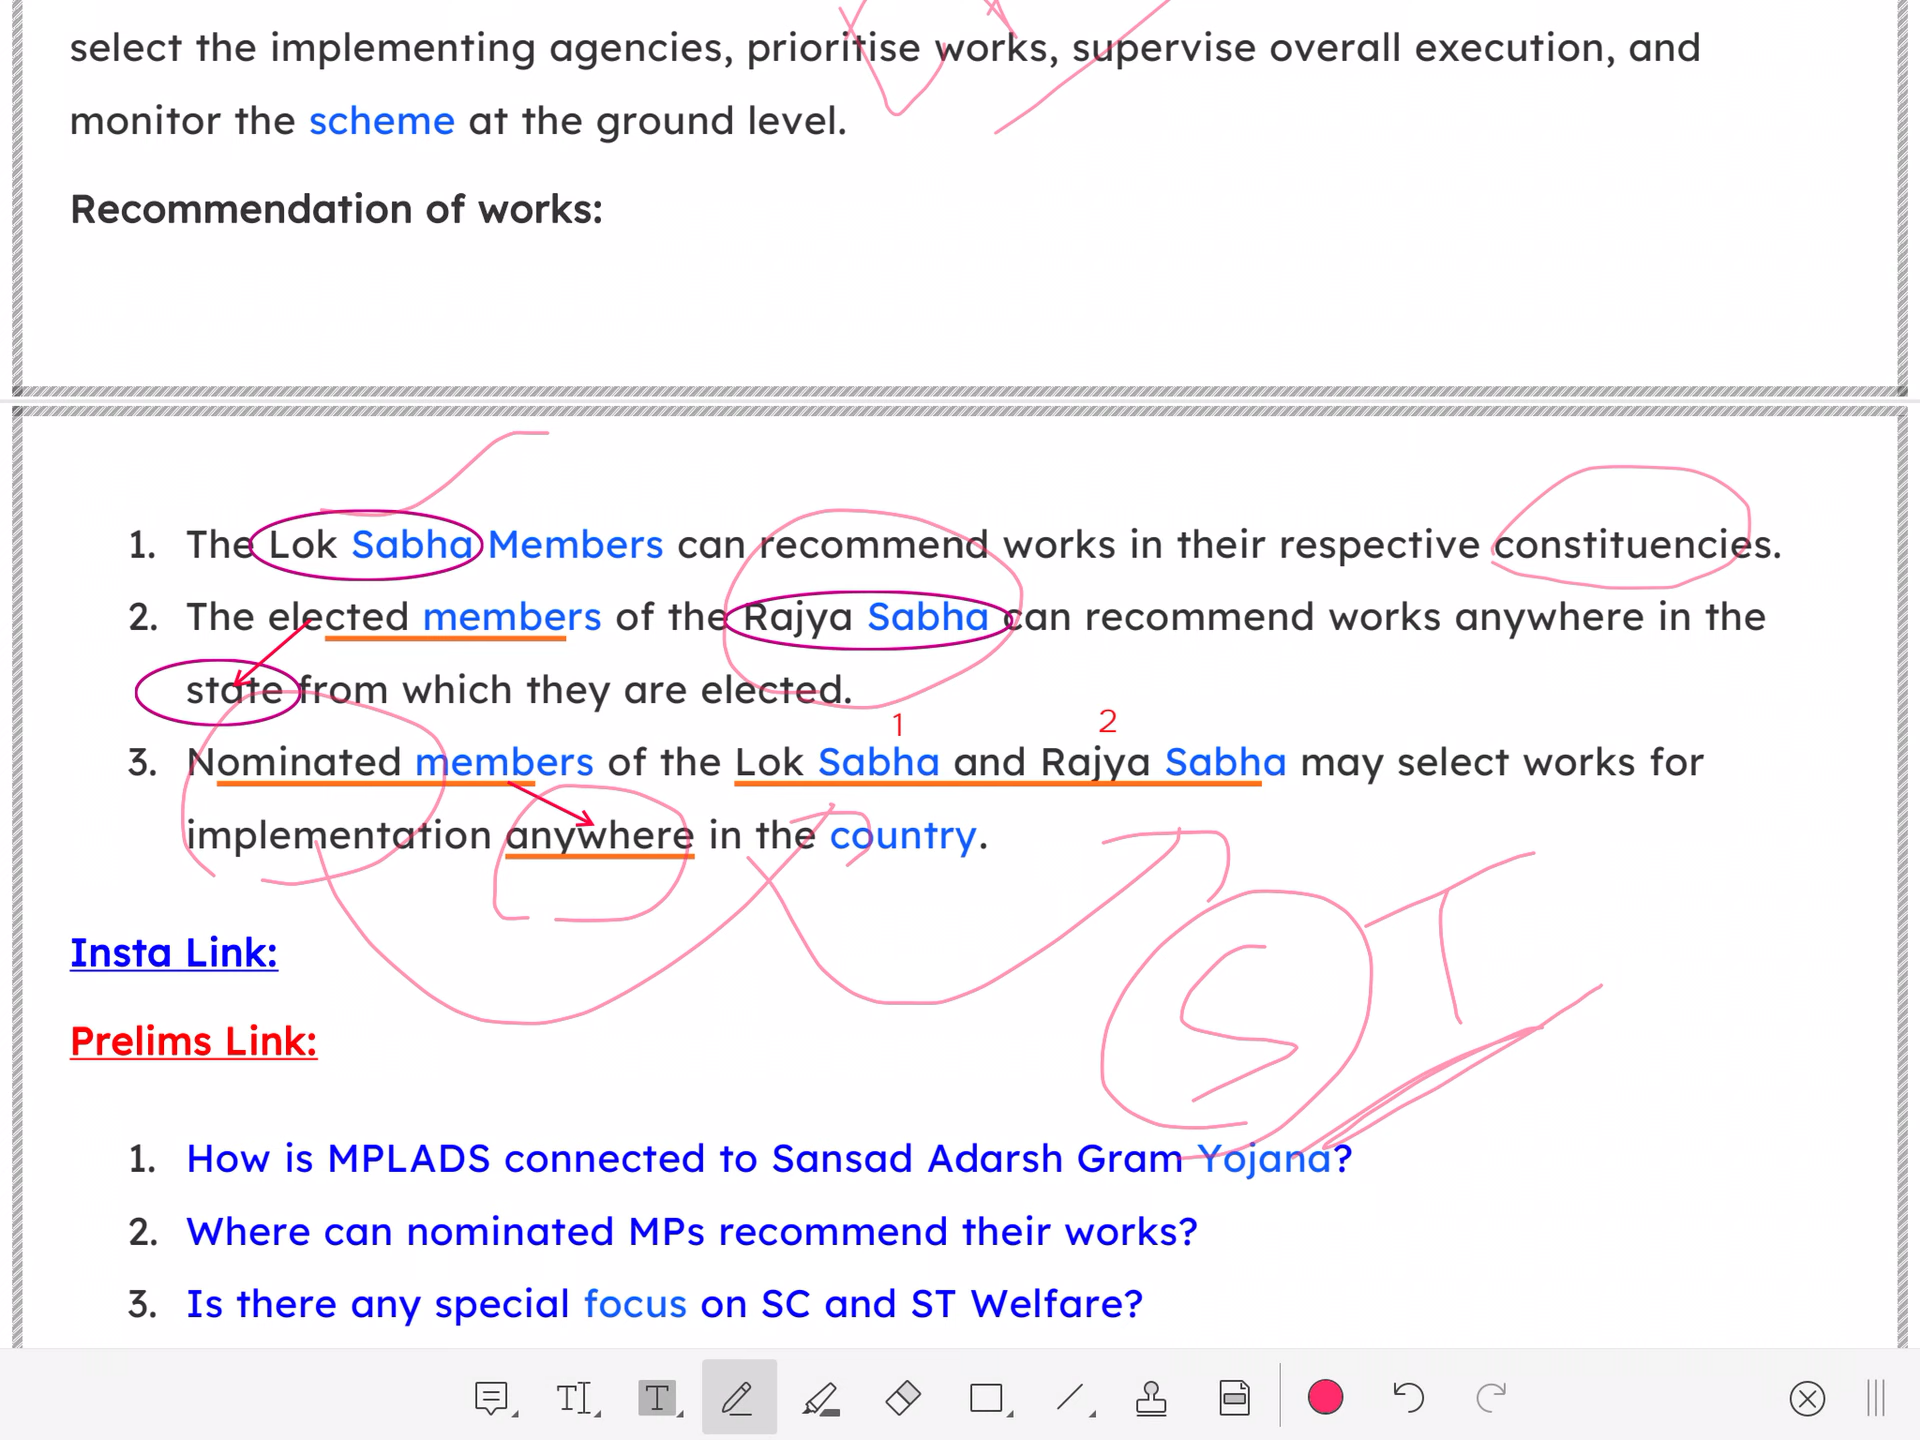 select the implementing agencies, prioritise works, supervise overall execution, and
monitor the scheme at the ground level.
Recommendation of works:
1. The Lok Sabha Members can recommend works in their respective constituencies.
2. The elected members of the Rajya Sabha can recommend works anywhere in the
state from which they are elected.
1 2
3. Nominated members of the Lok Sabha and Rajya Sabha may select works for
implementation anywhere in the country.
S T
Insta Link:
Prelims Link:
1. How is MPLADS connected to Sansad Adarsh Gram Yojana?
2. Where can nominated MPs recommend their works?
3. Is there any special focus on SC and ST Welfare?